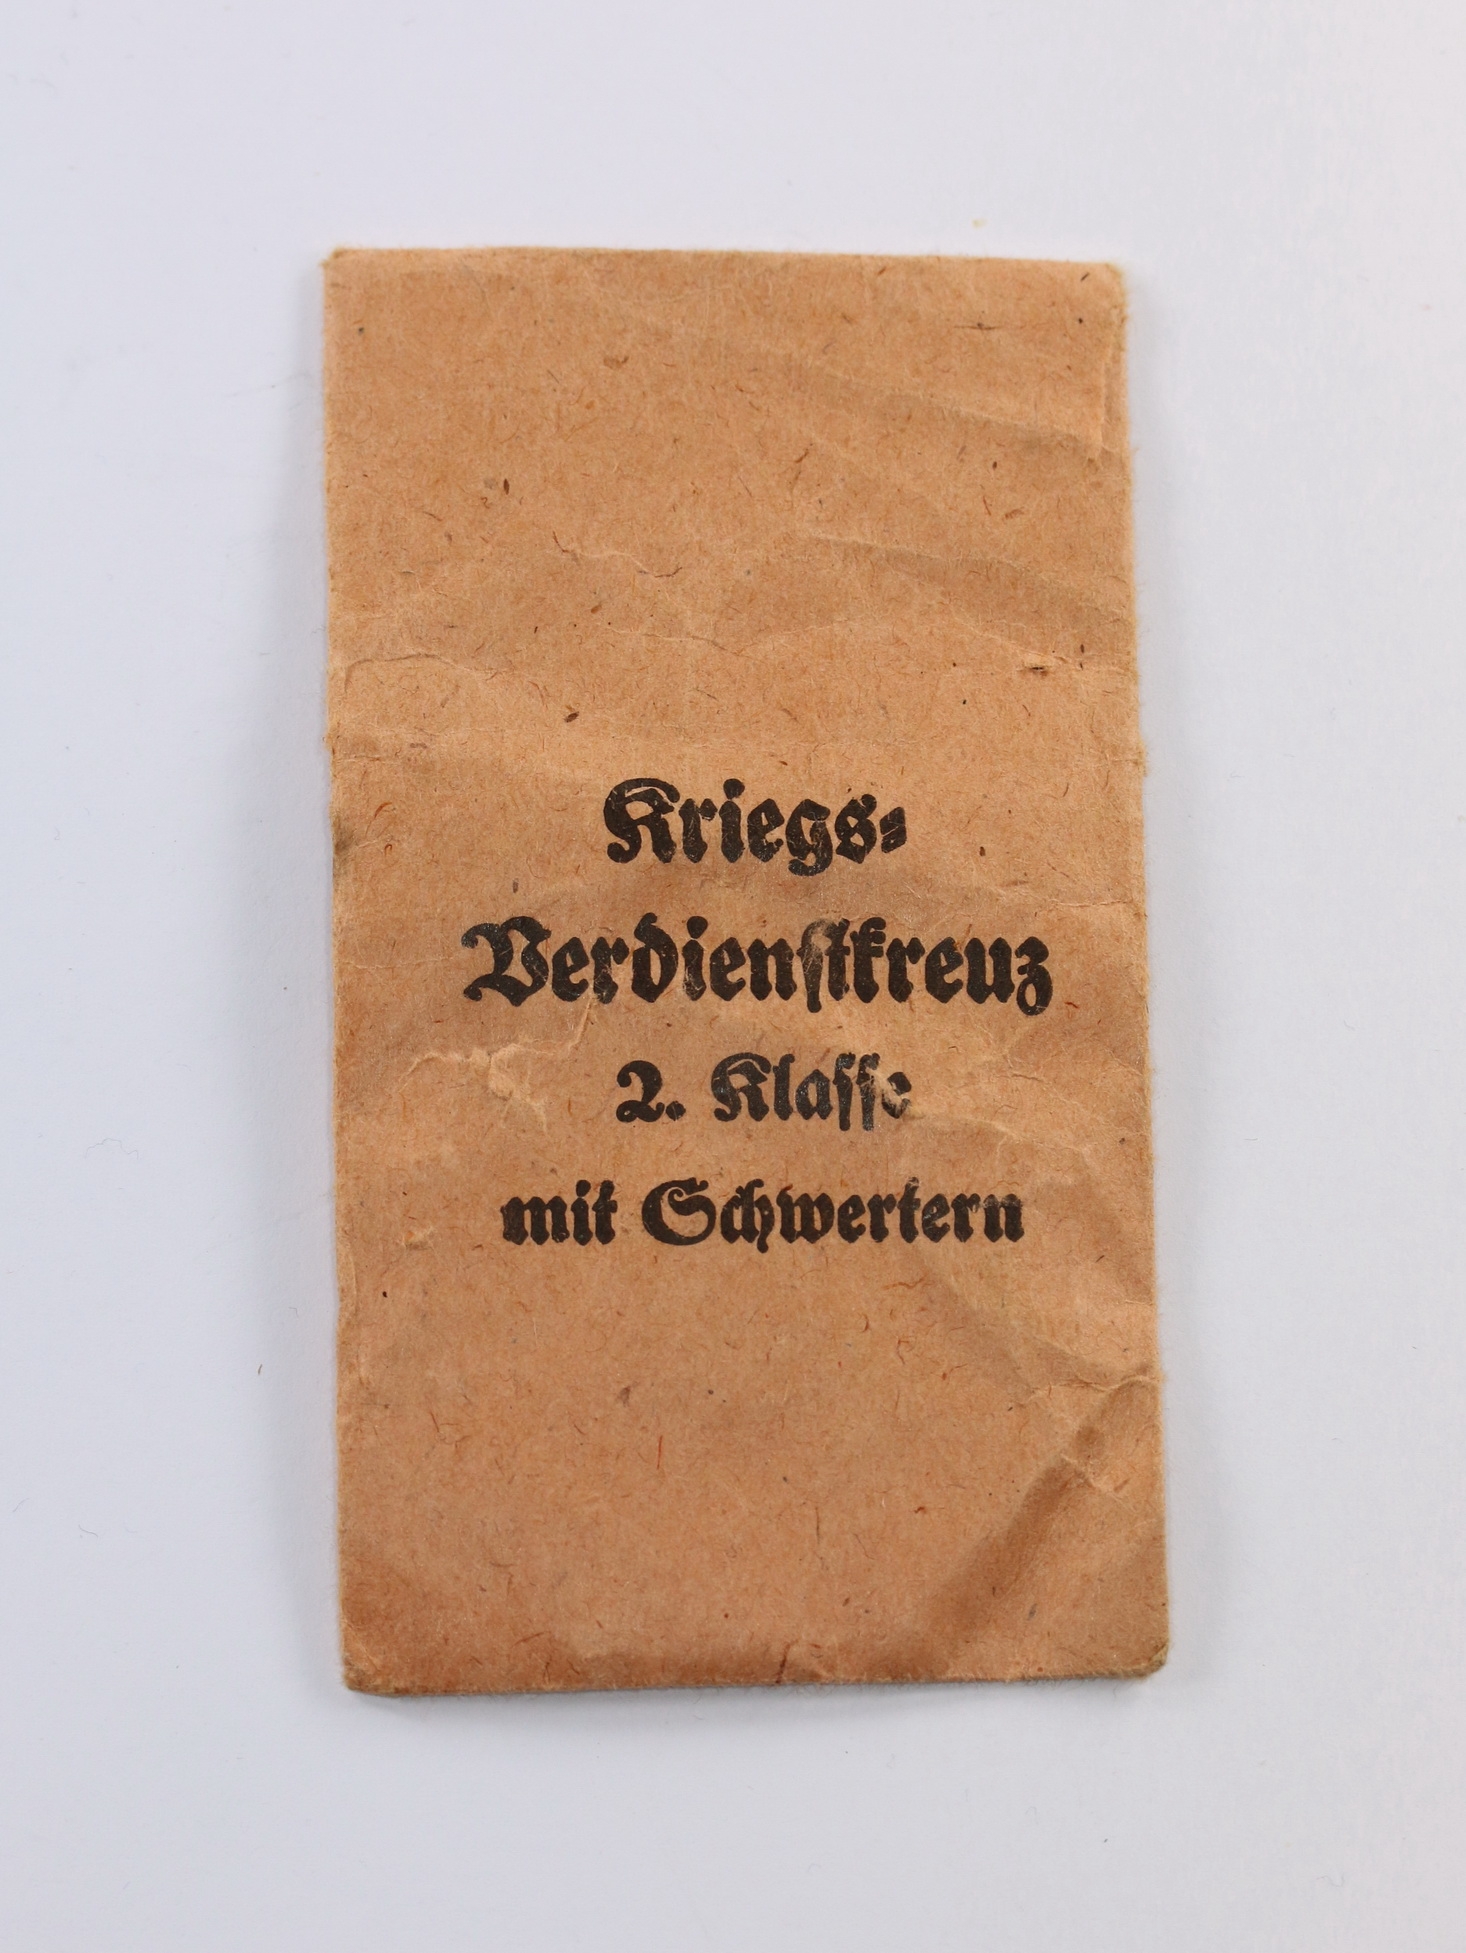 Kriegs-
Verdienstkreuz
2. Klasse
mit Schwertern